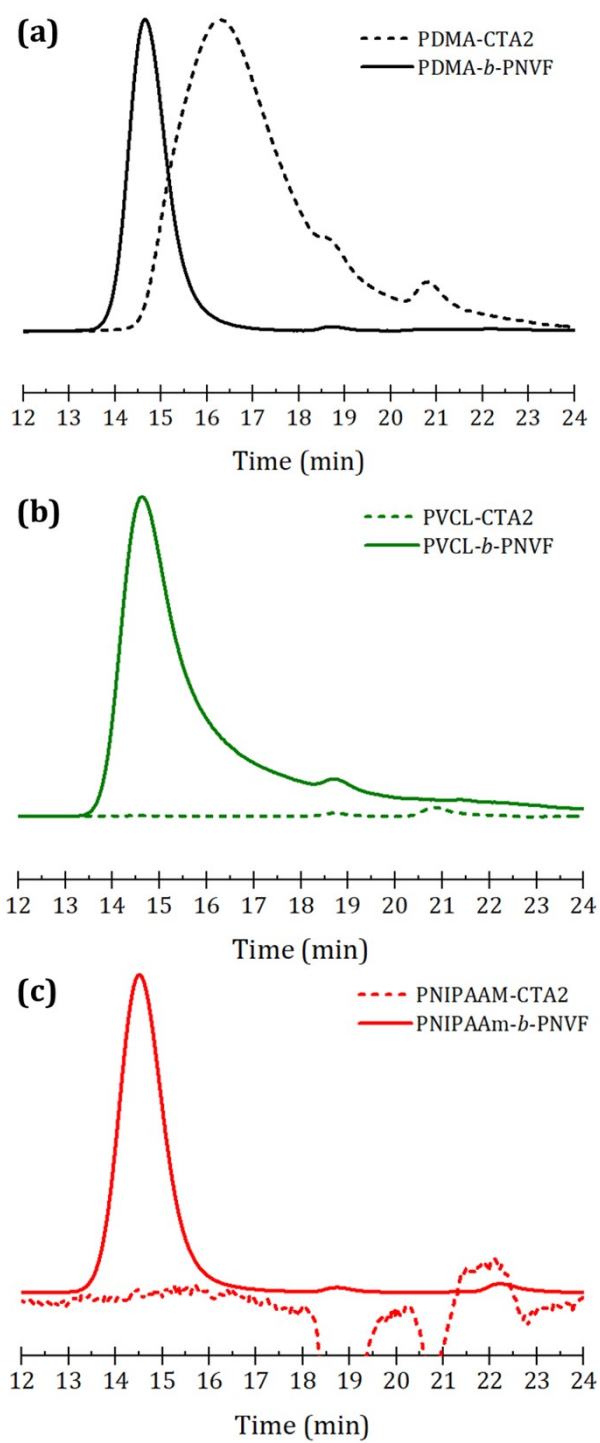 (a)
PDMA-CTA2
PDMA-b-PNVF
12 13 14 15 16 17 18 19 20 21 22 23 24
Time (min)
(b)
PVCL-CTA2
PVCL-b-PNVF
12 13 14 15 16 17 18 19 20 21 22 23 24
Time (min)
(c)
PNIPAAM-CTA2
PNIPAAm-b-PNVF
12 13 14 15 16 17 18 19 20 21 22 23 24
Time (min)